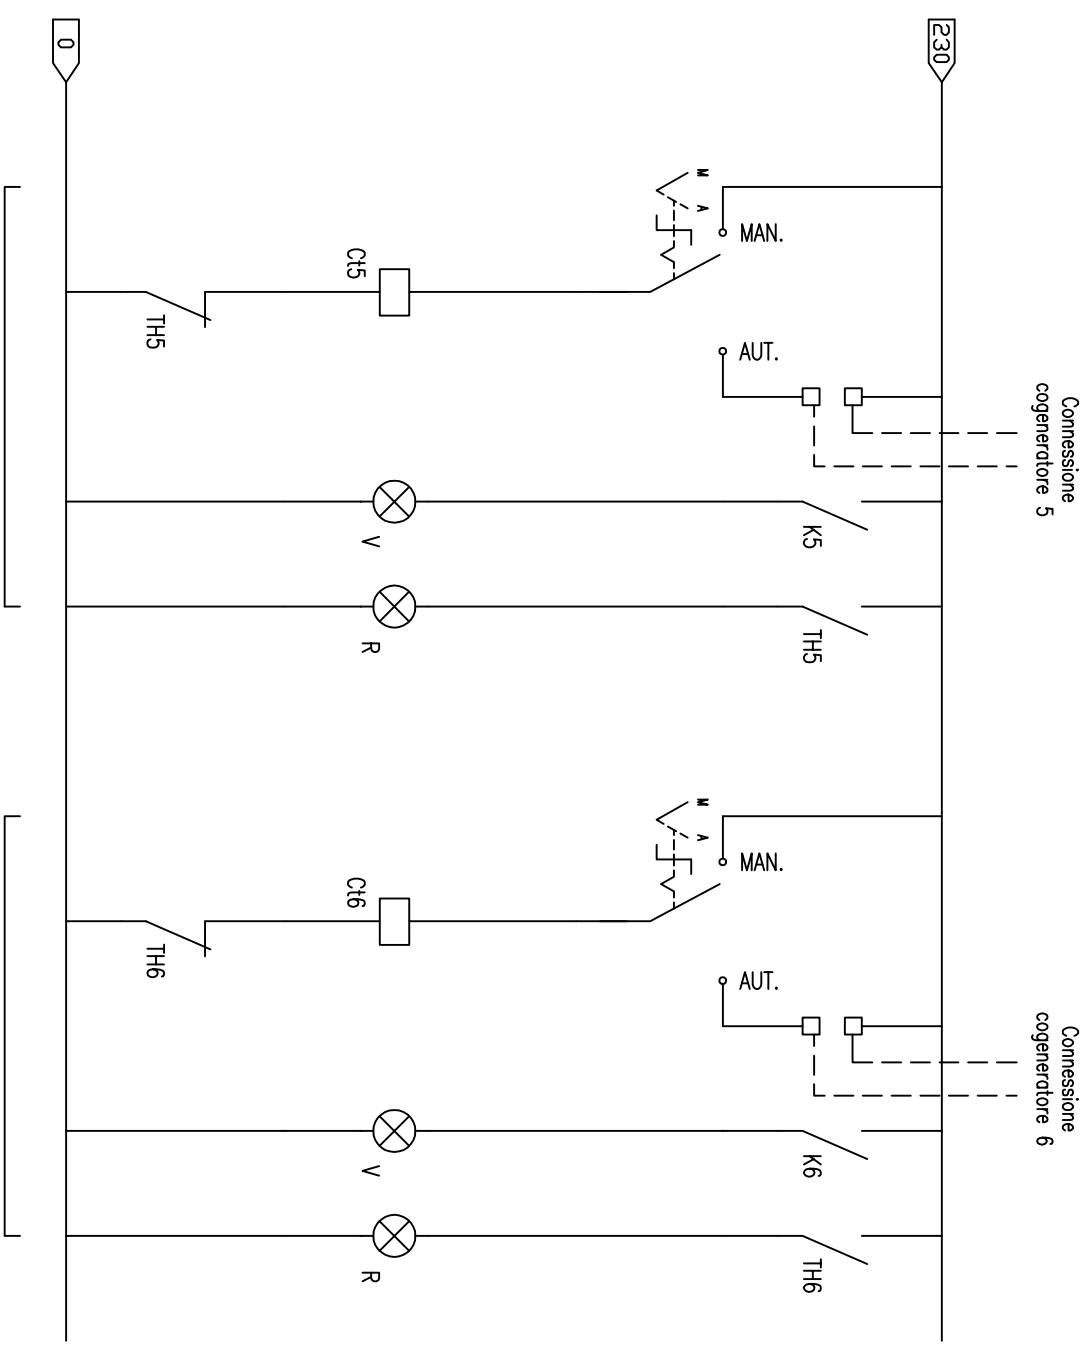 0
230
Connessione
cogeneratore 5
M
A
MAN.
AUT.
Ct5
TH5
V
K5
R
TH5
Connessione
cogeneratore 6
M
A
MAN.
AUT.
Ct6
TH6
V
K6
R
TH6